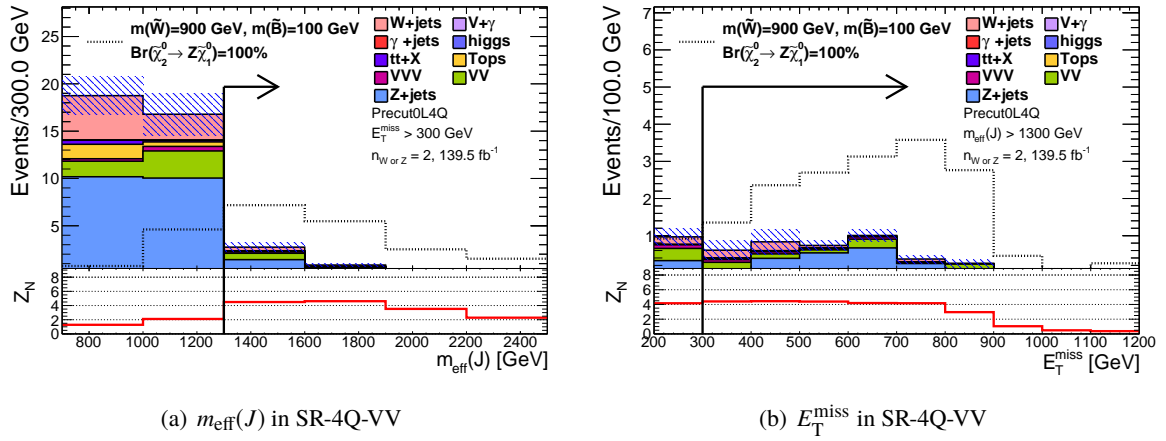 Events/300.0 GeV
25
20
15
10
5
m(W̃)=900 GeV, m(B̃)=100 GeV
Br(χ̃⁰₂→ Zχ̃⁰₁)=100%
W+jets
γ +jets
tt+X
VVV
Z+jets
V+γ
higgs
Tops
VV
Precut0L4Q
E_T^miss > 300 GeV
n_W or Z = 2, 139.5 fb⁻¹
Z_N
8
6
4
2
0
800 1000 1200 1400 1600 1800 2000 2200 2400
m_eff(J) [GeV]
(a) m_eff(J) in SR-4Q-VV
Events/100.0 GeV
7
6
5
4
3
2
1
m(W̃)=900 GeV, m(B̃)=100 GeV
Br(χ̃⁰₂→ Zχ̃⁰₁)=100%
W+jets
γ +jets
tt+X
VVV
Z+jets
V+γ
higgs
Tops
VV
Precut0L4Q
m_eff(J) > 1300 GeV
n_W or Z = 2, 139.5 fb⁻¹
Z_N
8
6
4
2
0
200 300 400 500 600 700 800 900 1000 1100 1200
E_T^miss [GeV]
(b) E_T^miss in SR-4Q-VV